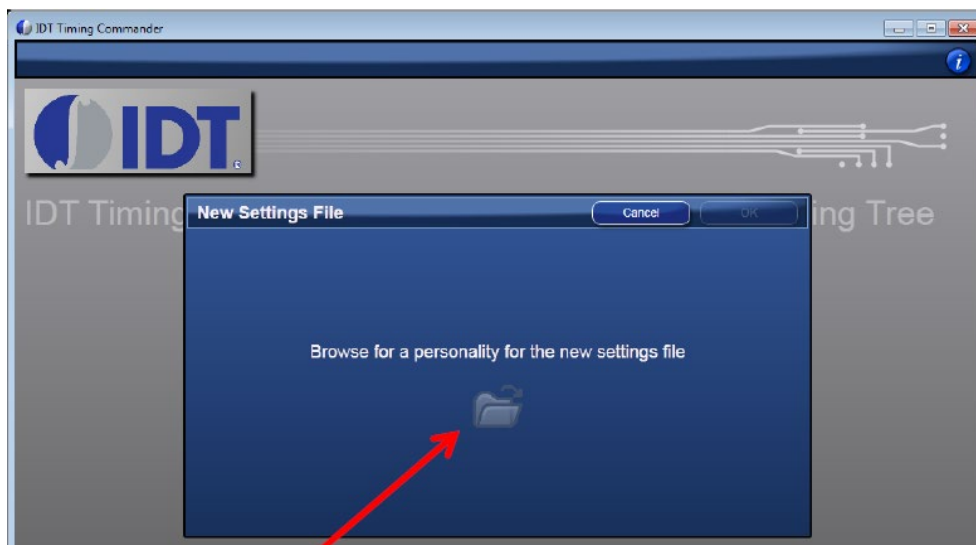 IDT Timing Commander
i
IDT®
IDT Timing
ing Tree
New Settings File
Cancel
OK
Browse for a personality for the new settings file